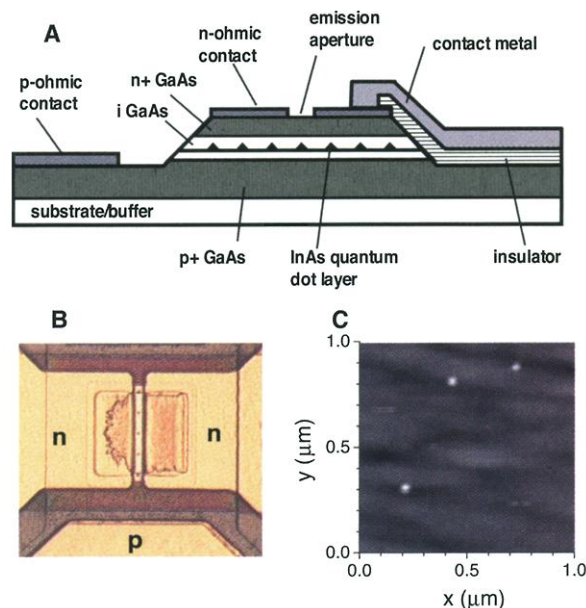 A
n-ohmic
contact
emission
aperture
contact metal
p-ohmic
contact
n+ GaAs
i GaAs
substrate/buffer
p+ GaAs
InAs quantum
dot layer
insulator
B
n
n
p
C
1.0
0.5
0.0
y (μm)
0.0
0.5
1.0
x (μm)